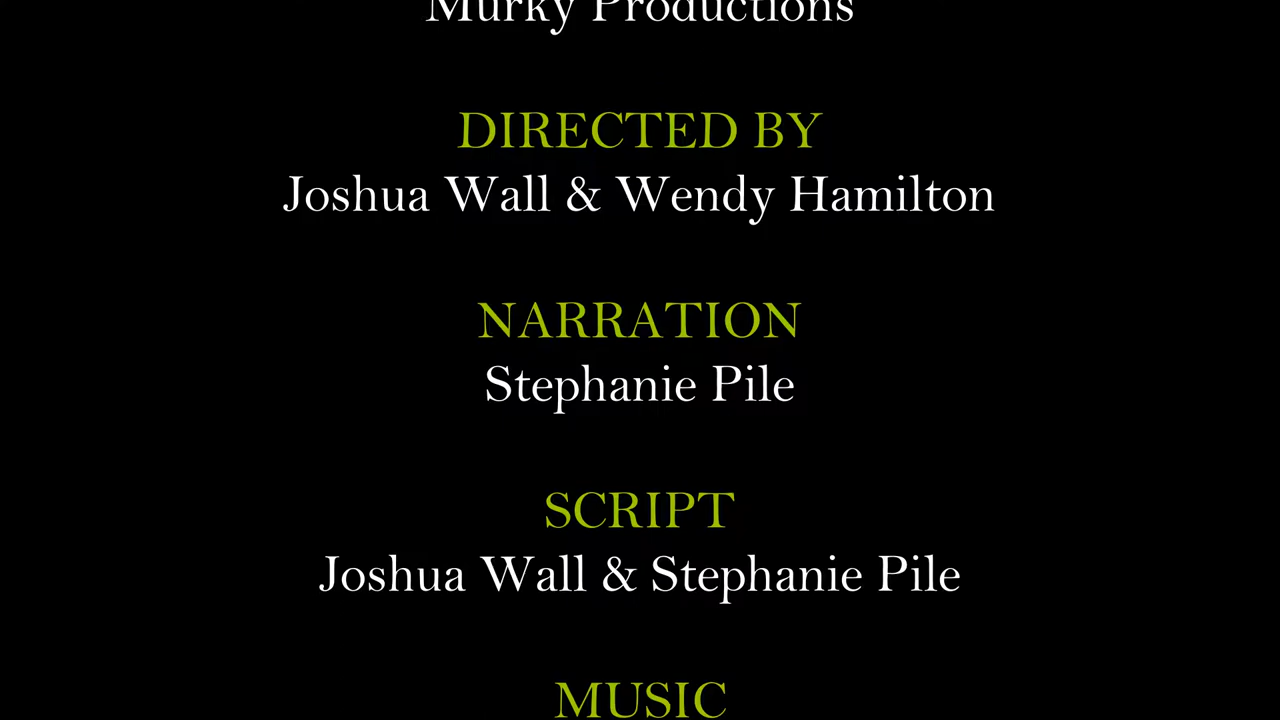 Murky Productions
DIRECTED BY
Joshua Wall & Wendy Hamilton
NARRATION
Stephanie Pile
SCRIPT
Joshua Wall & Stephanie Pile
MUSIC